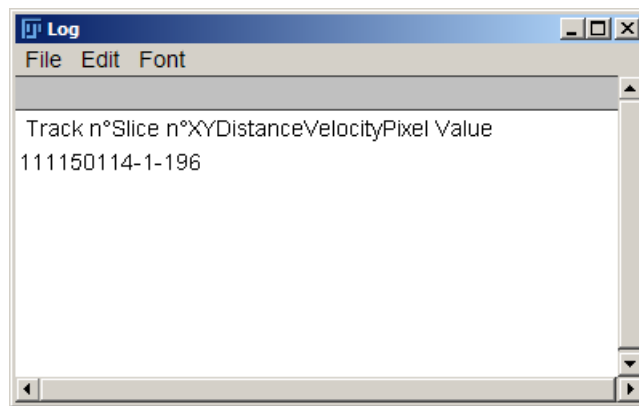 Log
File Edit Font
Track n°Slice n°XYDistanceVelocityPixel Value
111150114-1-196